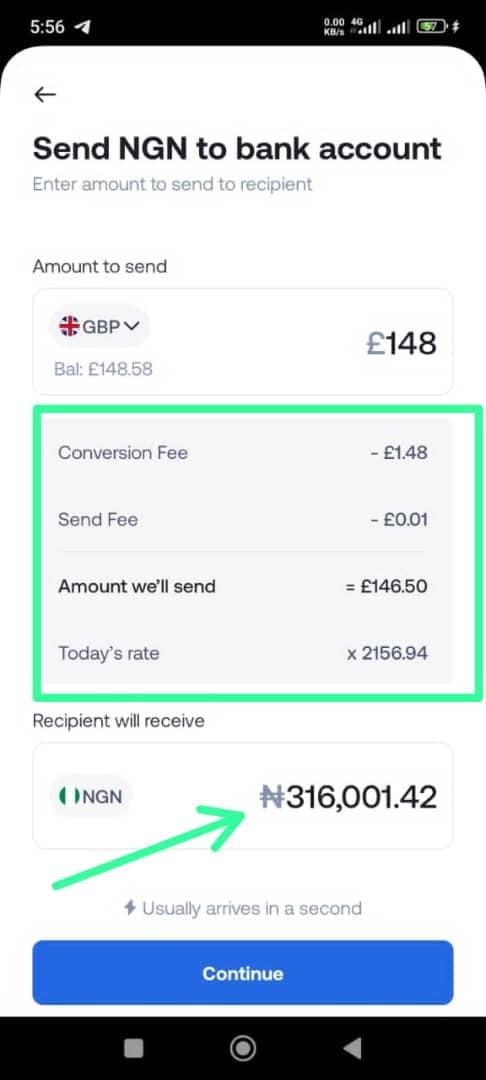 5:56 0.00 KB/s 4G 57
Send NGN to bank account
Enter amount to send to recipient
Amount to send
GBP £148
Bal: £148.58
Conversion Fee - £1.48
Send Fee - £0.01
Amount we'll send = £146.50
Today's rate x 2156.94
Recipient will receive
NGN ₦316,001.42
Usually arrives in a second
Continue